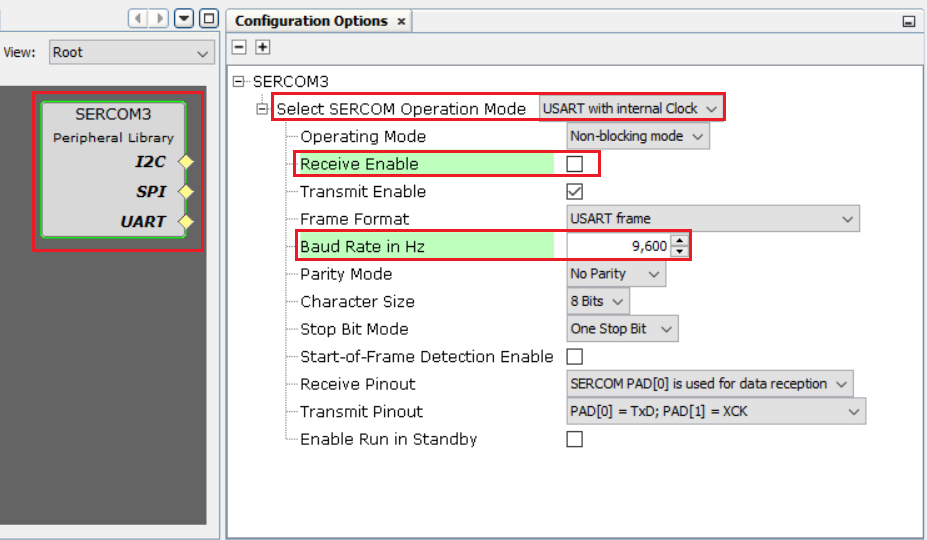 Configuration Options
View: Root
SERCOM3
Peripheral Library
I2C
SPI
UART
SERCOM3
Select SERCOM Operation Mode USART with internal Clock
Operating Mode Non-blocking mode
Receive Enable
Transmit Enable
Frame Format USART frame
Baud Rate in Hz 9,600
Parity Mode No Parity
Character Size 8 Bits
Stop Bit Mode One Stop Bit
Start-of-Frame Detection Enable
Receive Pinout SERCOM PAD[0] is used for data reception
Transmit Pinout PAD[0] = TxD; PAD[1] = XCK
Enable Run in Standby